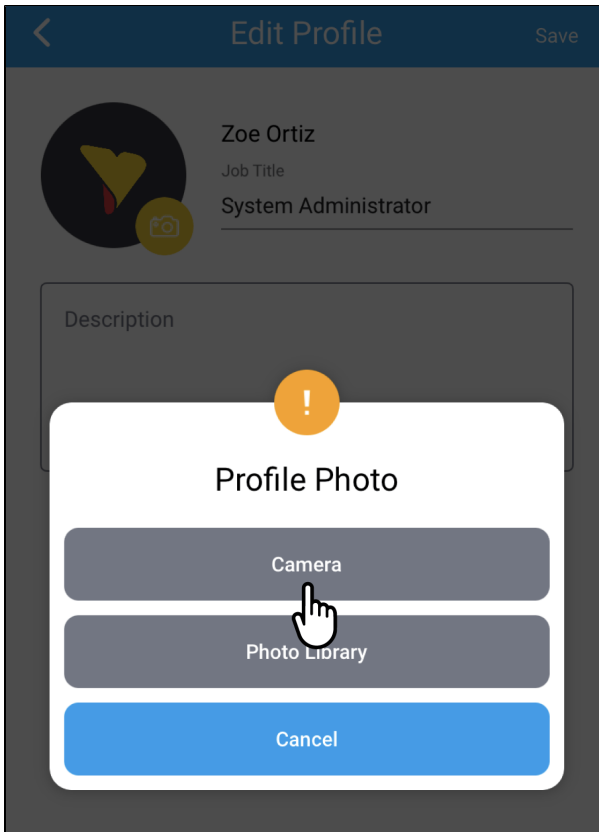 Edit Profile Save
Zoe Ortiz
Job Title
System Administrator
Description
!
Profile Photo
Camera
Photo Library
Cancel